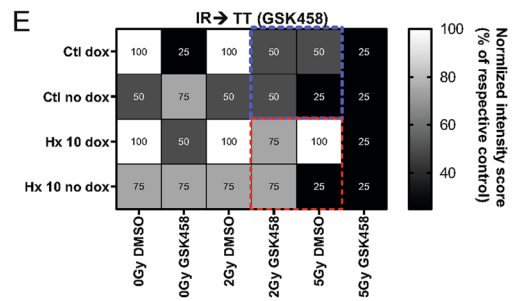 E
IR➔ TT (GSK458)
Ctl dox 100 25 100 50 50 25
Ctl no dox 50 75 50 50 25 25
Hx 10 dox 100 50 100 75 100 25
Hx 10 no dox 75 75 75 75 25 25
0Gy DMSO
0Gy GSK458
2Gy DMSO
2Gy GSK458
5Gy DMSO
5Gy GSK458
100
80
60
40
Normlized intensity score
(% of respective control)